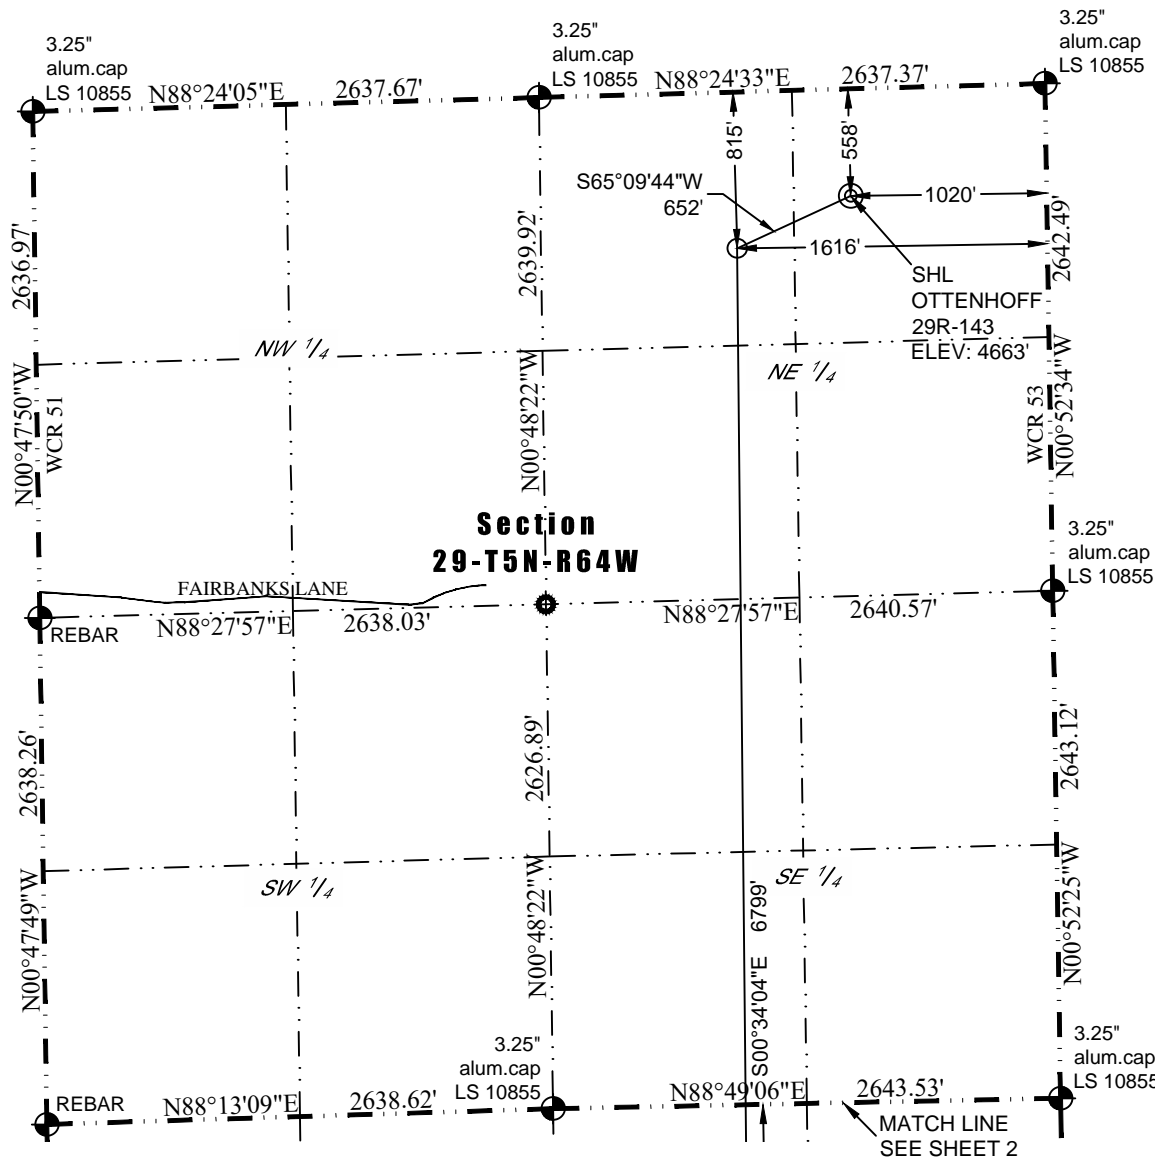 3.25"
alum.cap
LS 10855
3.25"
alum.cap
LS 10855
3.25"
alum.cap
LS 10855
N88°24'05"E
2637.67'
N88°24'33"E
2637.37'
815'
558'
S65°09'44"W
652'
1020'
1616'
2636.97'
2639.92'
2642.49'
SHL
OTTENHOFF
29R-143
ELEV: 4663'
NW 1/4
NE 1/4
N00°47'50"W
WCR 51
N00°48'22"W
WCR 53
N00°52'34"W
Section
29-T5N-R64W
3.25"
alum.cap
LS 10855
FAIRBANKS LANE
REBAR
N88°27'57"E
2638.03'
N88°27'57"E
2640.57'
2638.26'
2626.89'
2643.12'
SW 1/4
SE 1/4
N00°47'49"W
N00°48'22"W
S00°34'04"E 6799'
N00°52'25"W
3.25"
alum.cap
LS 10855
3.25"
alum.cap
LS 10855
REBAR
N88°13'09"E
2638.62'
N88°49'06"E
2643.53'
MATCH LINE
SEE SHEET 2